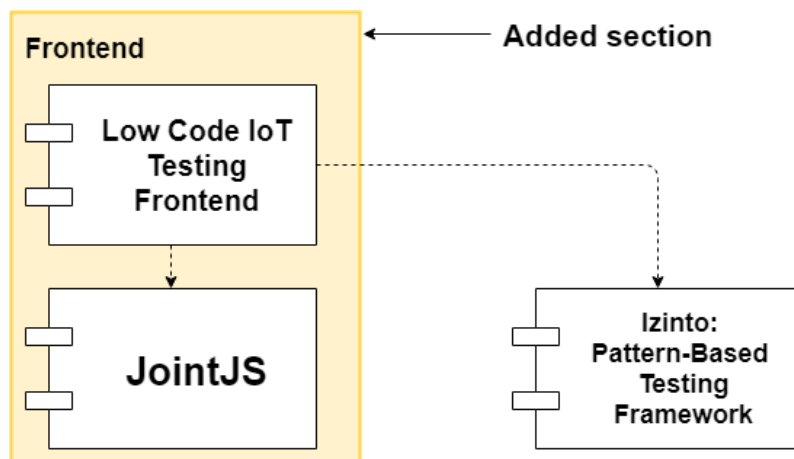 Frontend
Added section
Low Code IoT
Testing
Frontend
JointJS
Izinto:
Pattern-Based
Testing
Framework